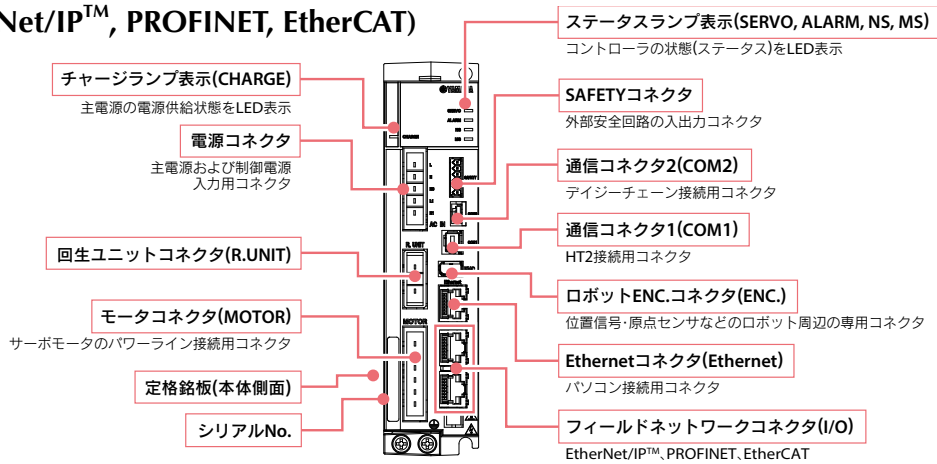 Net/IP™, PROFINET, EtherCAT)
チャージランプ表示(CHARGE)
主電源の電源供給状態をLED表示
電源コネクタ
主電源および制御電源
入力用コネクタ
回生ユニットコネクタ(R.UNIT)
モータコネクタ(MOTOR)
サーボモータのパワーライン接続用コネクタ
定格銘板(本体側面)
シリアルNo.
SERVO
ALARM
NS
MS
CHARGE
AC IN
R. UNIT
MOTOR
Ethernet
ステータスランプ表示(SERVO, ALARM, NS, MS)
コントローラの状態(ステータス)をLED表示
SAFETYコネクタ
外部安全回路の入出力コネクタ
通信コネクタ2(COM2)
デイジーチェーン接続用コネクタ
通信コネクタ1(COM1)
HT2接続用コネクタ
ロボットENC.コネクタ(ENC.)
位置信号・原点センサなどのロボット周辺の専用コネクタ
Ethernetコネクタ(Ethernet)
パソコン接続用コネクタ
フィールドネットワークコネクタ(I/O)
EtherNet/IP™、PROFINET、EtherCAT